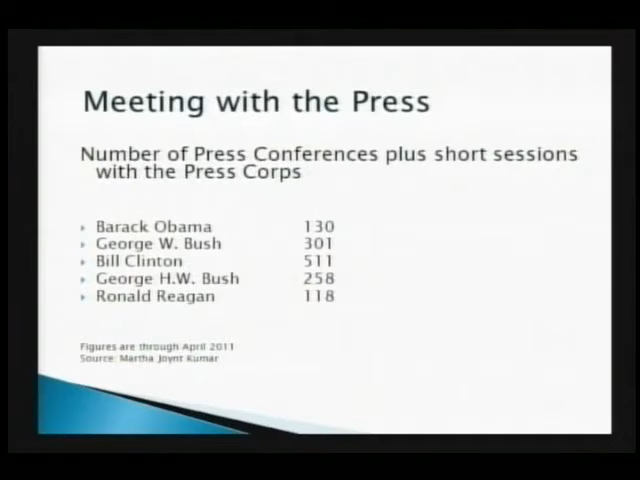 Meeting with the Press
Number of Press Conferences plus short sessions
with the Press Corps
Barack Obama 130
George W. Bush 301
Bill Clinton 511
George H.W. Bush 258
Ronald Reagan 118
Figures are through April 2011
Source: Martha Joynt Kumar